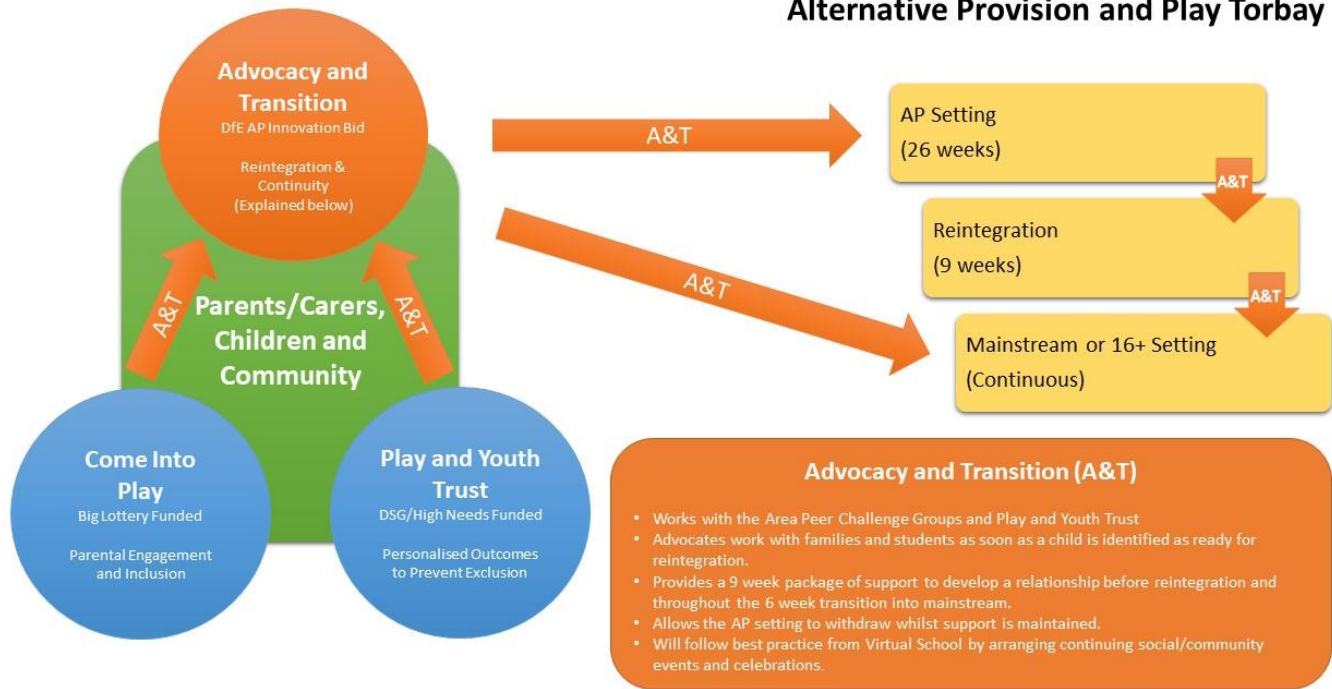 Alternative Provision and Play Torbay
Advocacy and
Transition
DfE AP Innovation Bid
Reintegration &
Continuity
(Explained below)
A&T
A&T
Parents/Carers,
Children and
Community
Come Into
Play
Big Lottery Funded
Parental Engagement
and Inclusion
Play and Youth
Trust
DSG/High Needs Funded
Personalised Outcomes
to Prevent Exclusion
A&T
A&T
AP Setting
(26 weeks)
A&T
Reintegration
(9 weeks)
A&T
Mainstream or 16+ Setting
(Continuous)
Advocacy and Transition (A&T)
• Works with the Area Peer Challenge Groups and Play and Youth Trust
• Advocates work with families and students as soon as a child is identified as ready for
reintegration.
• Provides a 9 week package of support to develop a relationship before reintegration and
throughout the 6 week transition into mainstream.
• Allows the AP setting to withdraw whilst support is maintained.
• Will follow best practice from Virtual School by arranging continuing social/community
events and celebrations.